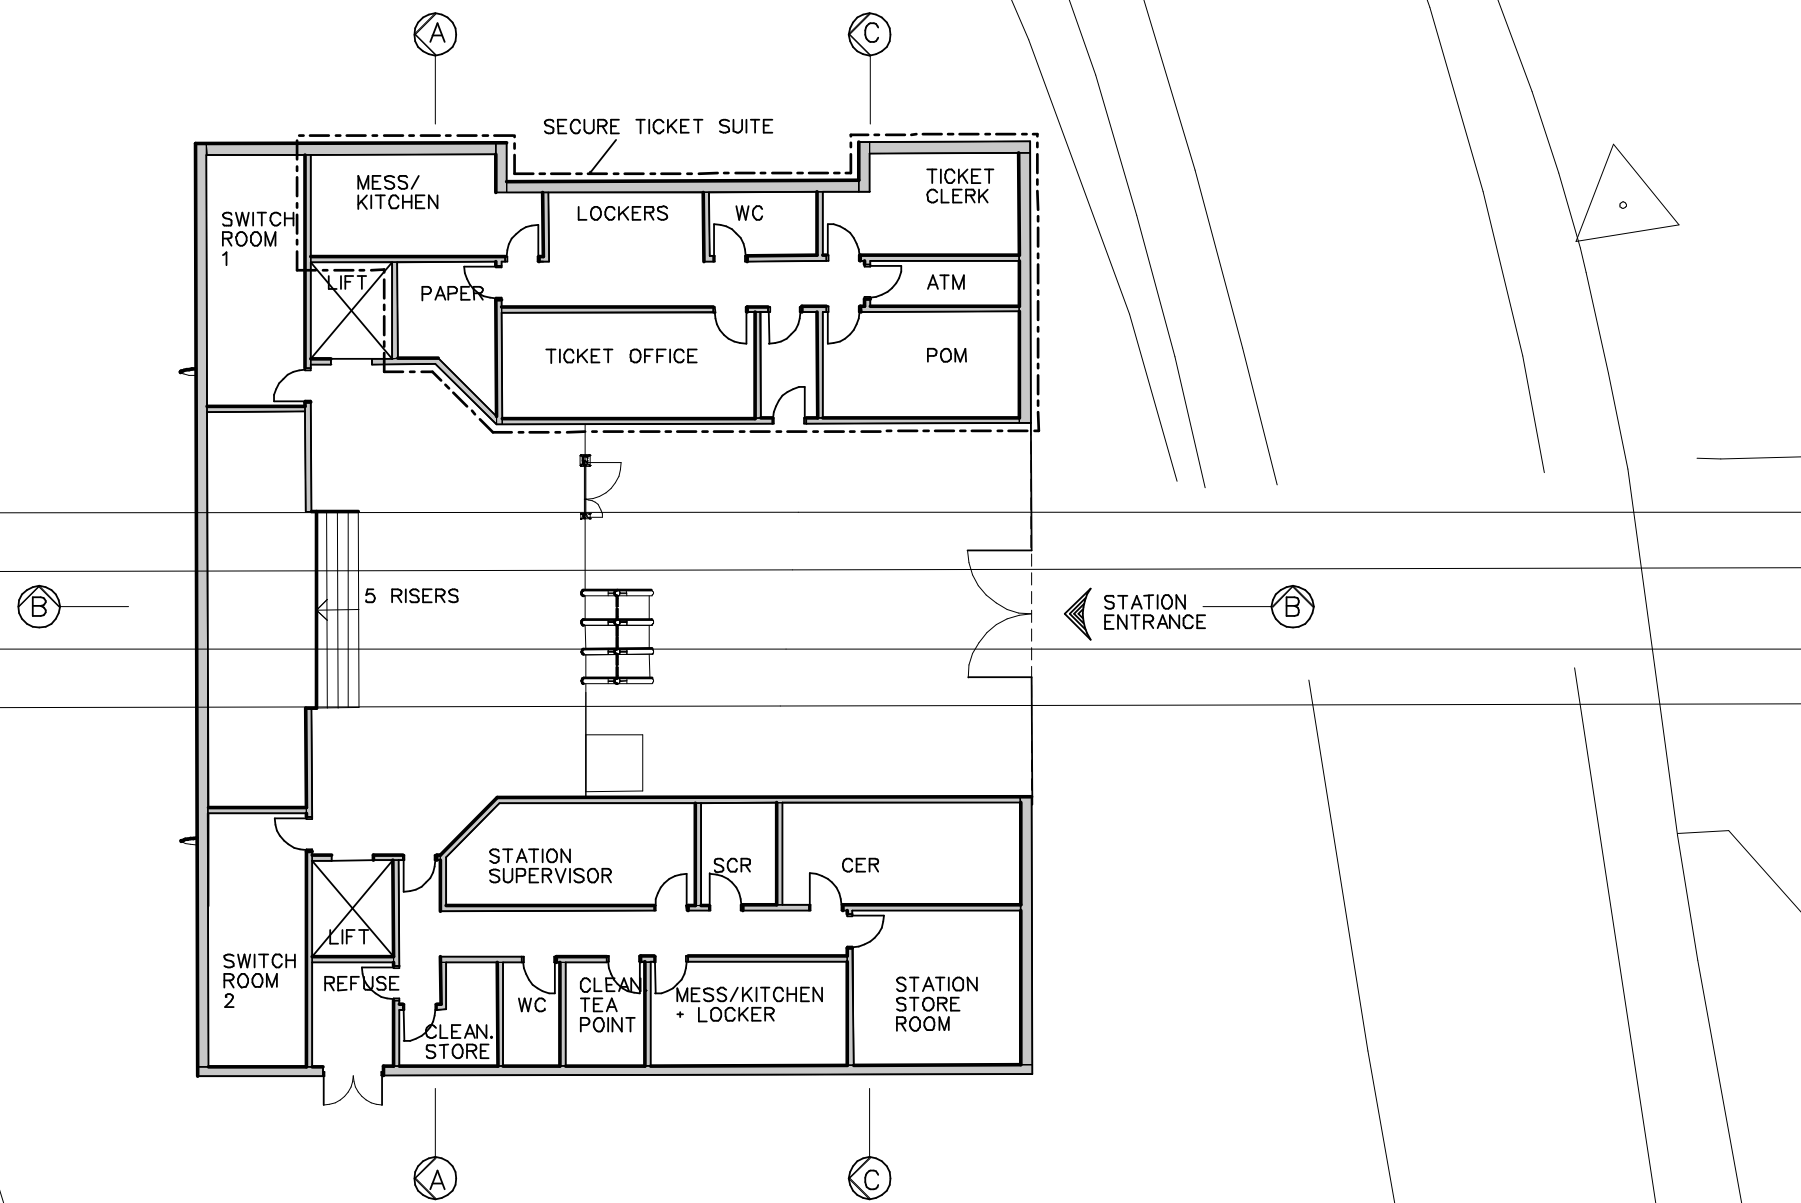 A
C
SECURE TICKET SUITE
MESS/
KITCHEN
TICKET
CLERK
LOCKERS
WC
SWITCH
ROOM
1
LIFT
PAPER
ATM
TICKET OFFICE
POM
5 RISERS
B
STATION
ENTRANCE
B
STATION
SUPERVISOR
SCR
CER
LIFT
SWITCH
ROOM
2
REFUSE
CLEAN.
STORE
WC
CLEAN.
TEA
POINT
MESS/KITCHEN
+ LOCKER
STATION
STORE
ROOM
A
C